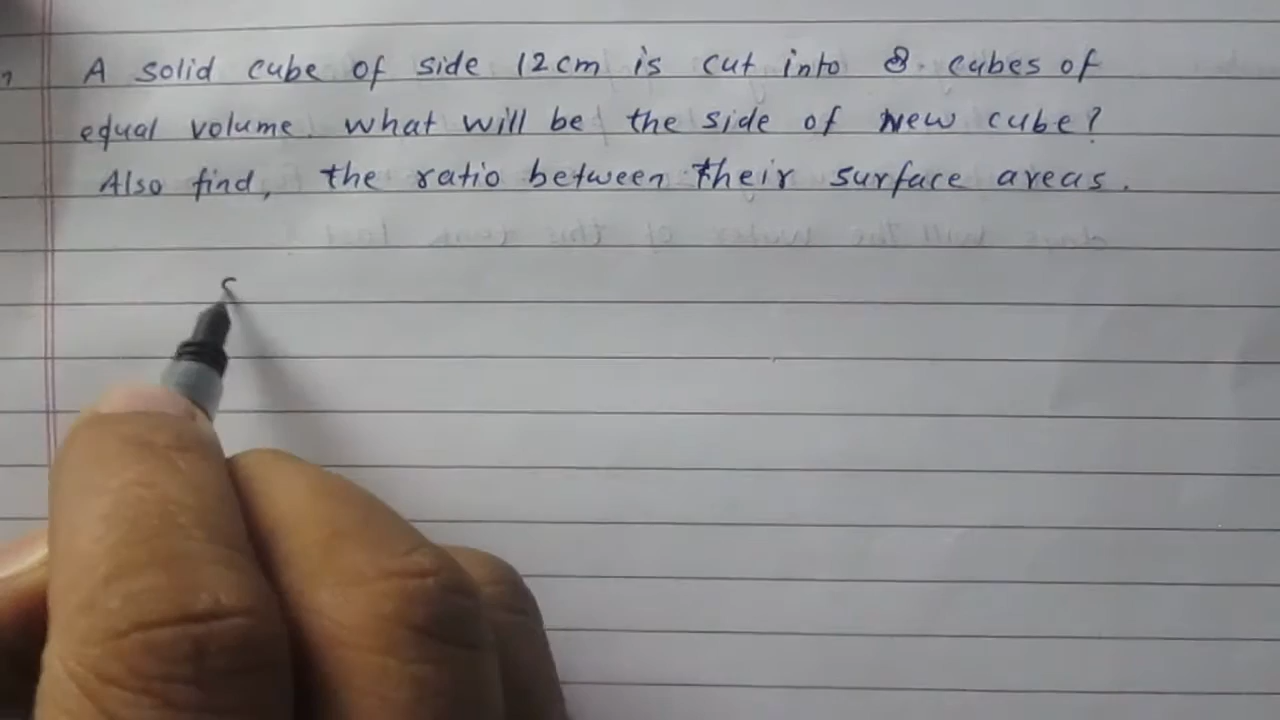 A solid cube of side 12cm is cut into 8 cubes of
equal volume. what will be the side of new cube?
Also find, the ratio between their surface areas.